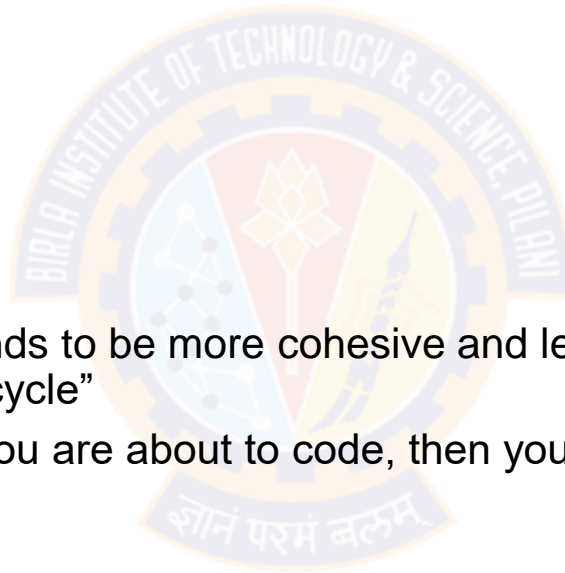 BIRLA INSTITUTE OF TECHNOLOGY & SCIENCE, PILANI
nds to be more cohesive and le
cycle”
ou are about to code, then you
ज्ञानं परमं बलम्